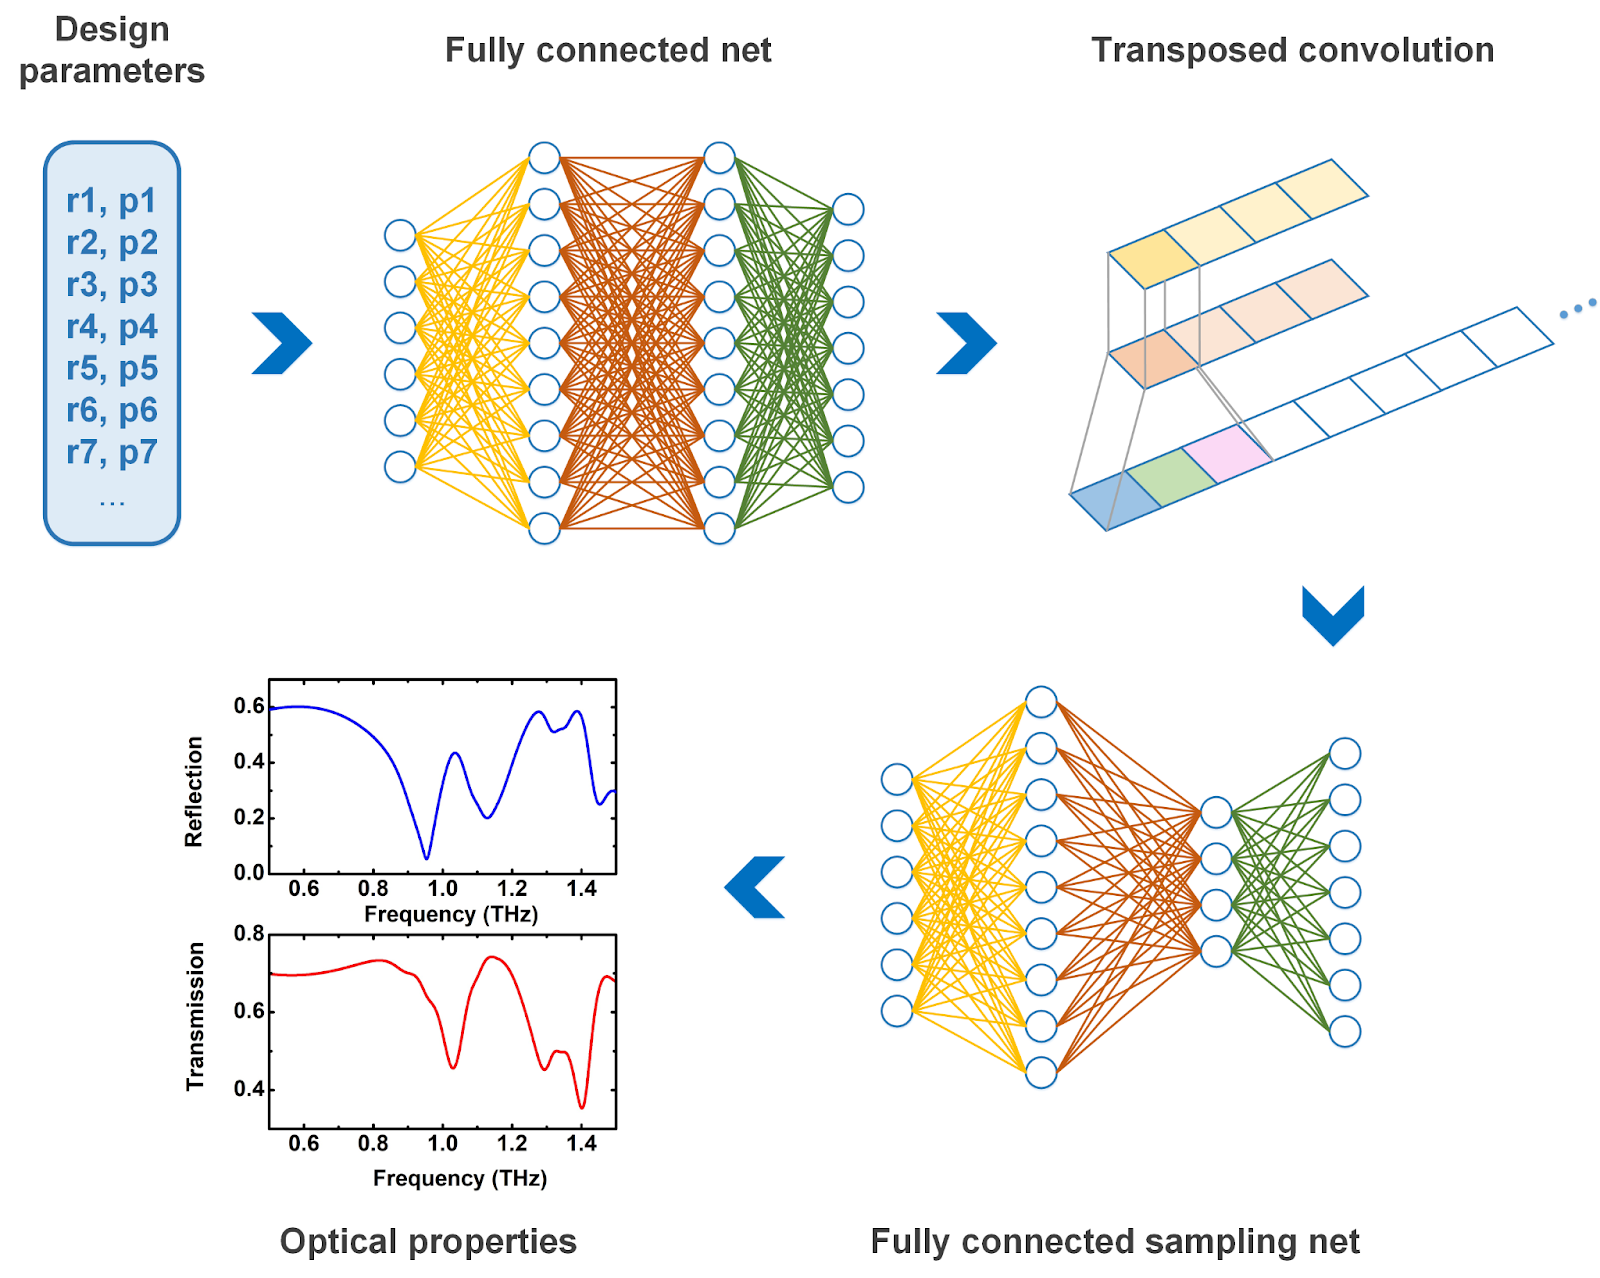 Design
parameters
Fully connected net
Transposed convolution
r1, p1
r2, p2
r3, p3
r4, p4
r5, p5
r6, p6
r7, p7
...
Reflection
0.6
0.4
0.2
0.0
0.6 0.8 1.0 1.2 1.4
Frequency (THz)
Transmission
0.8
0.6
0.4
0.6 0.8 1.0 1.2 1.4
Frequency (THz)
Optical properties
Fully connected sampling net